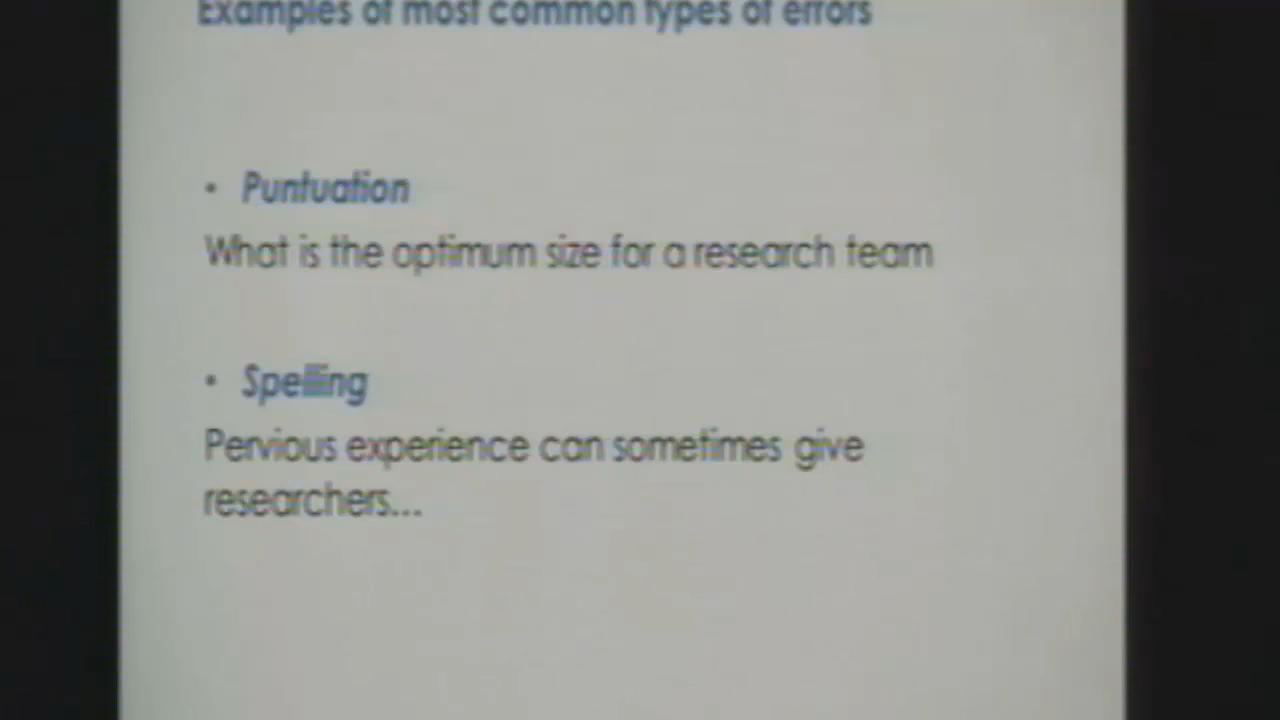 Examples of most common types of errors
• Puntuation
What is the optimum size for a research team
• Spelling
Pervious experience can sometimes give
researchers...